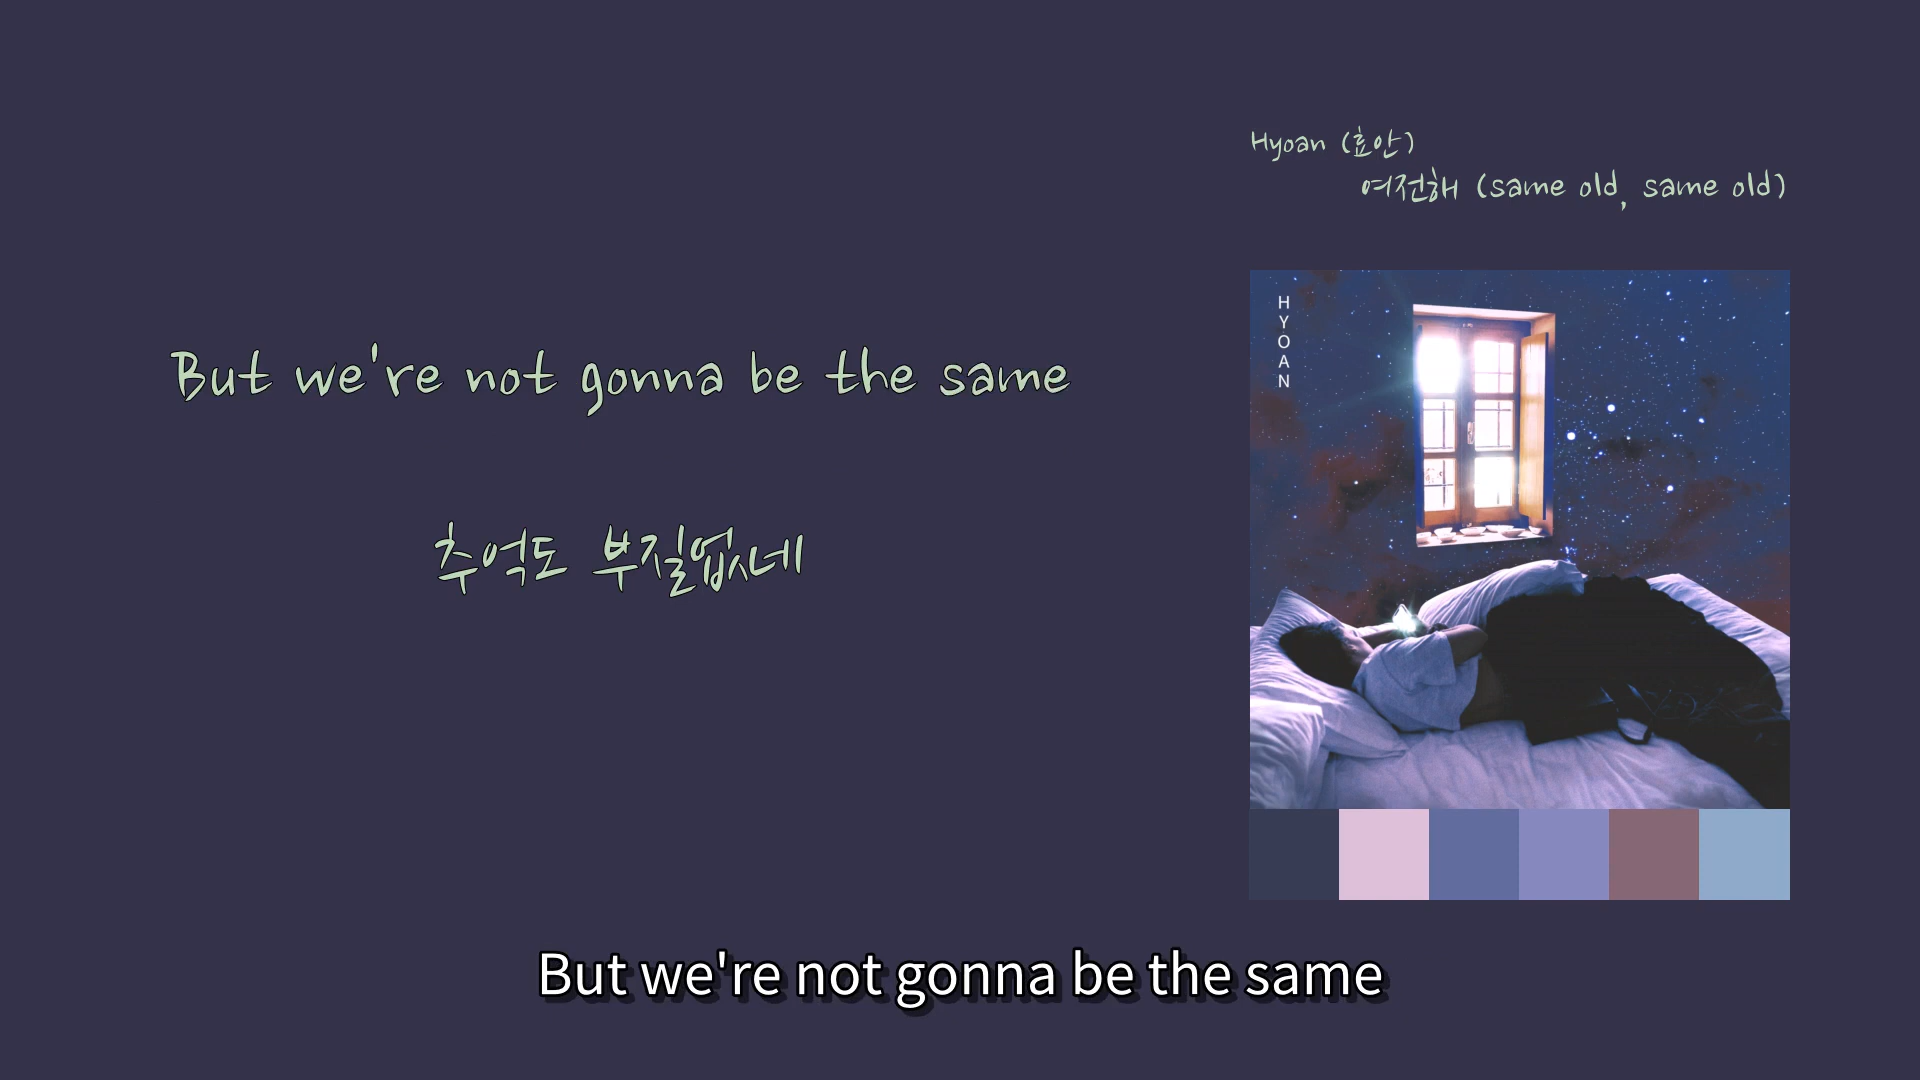 Hyoan (효안)
여전해 (same old, same old)
HYOAN
But we're not gonna be the same
추억도 부질없네
But we're not gonna be the same